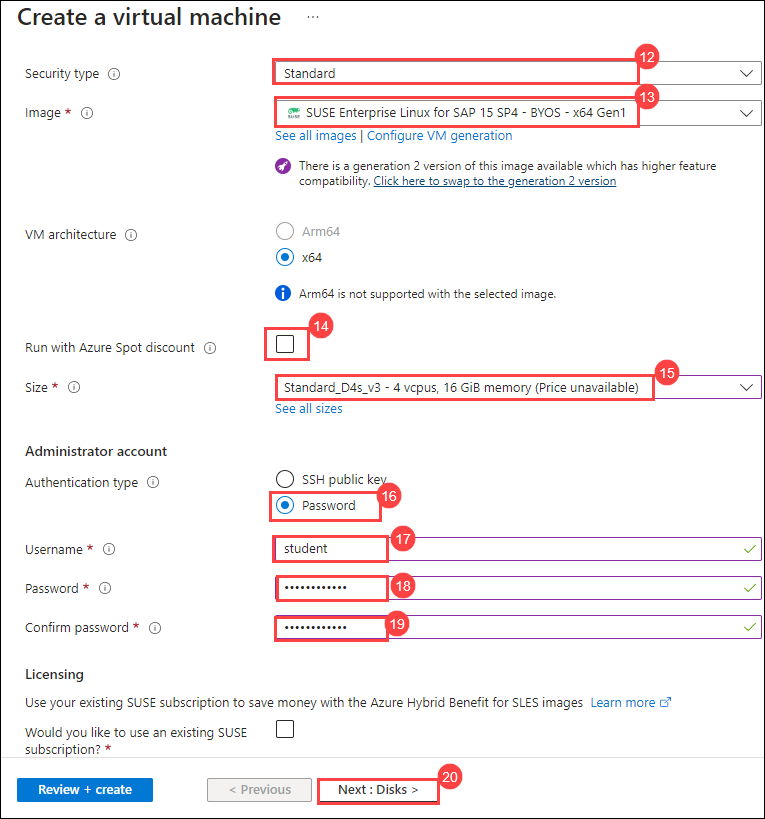 Create a virtual machine ...
12
Security type
Standard
13
Image *
SUSE
SUSE Enterprise Linux for SAP 15 SP4 - BYOS - x64 Gen1
See all images | Configure VM generation
There is a generation 2 version of this image available which has higher feature
compatibility. Click here to swap to the generation 2 version
VM architecture
Arm64
x64
Arm64 is not supported with the selected image.
14
Run with Azure Spot discount
15
Size *
Standard_D4s_v3 - 4 vcpus, 16 GiB memory (Price unavailable)
See all sizes
Administrator account
Authentication type
SSH public key
16
Password
17
Username *
student
18
Password *
••••••••••••
19
Confirm password *
••••••••••••
Licensing
Use your existing SUSE subscription to save money with the Azure Hybrid Benefit for SLES images Learn more
Would you like to use an existing SUSE
subscription? *
20
Review + create
< Previous
Next : Disks >